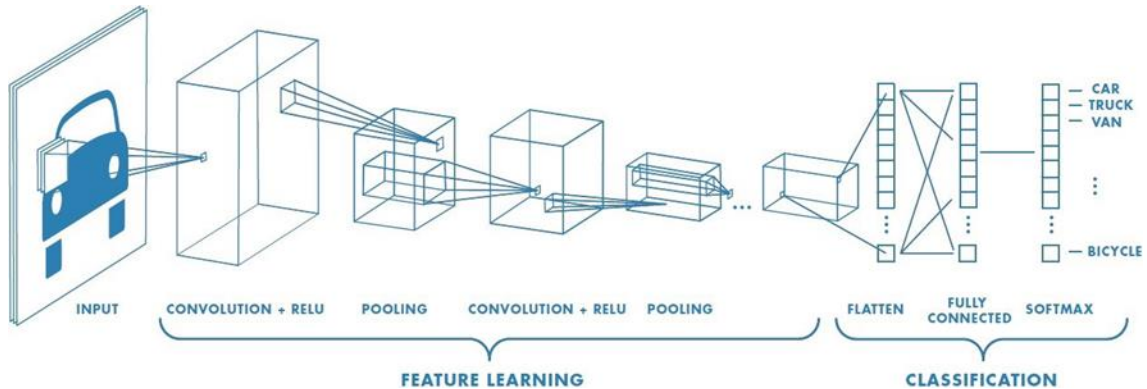 CAR
TRUCK
VAN
BICYCLE
INPUT
CONVOLUTION + RELU
POOLING
CONVOLUTION + RELU
POOLING
FLATTEN
FULLY
CONNECTED
SOFTMAX
FEATURE LEARNING
CLASSIFICATION